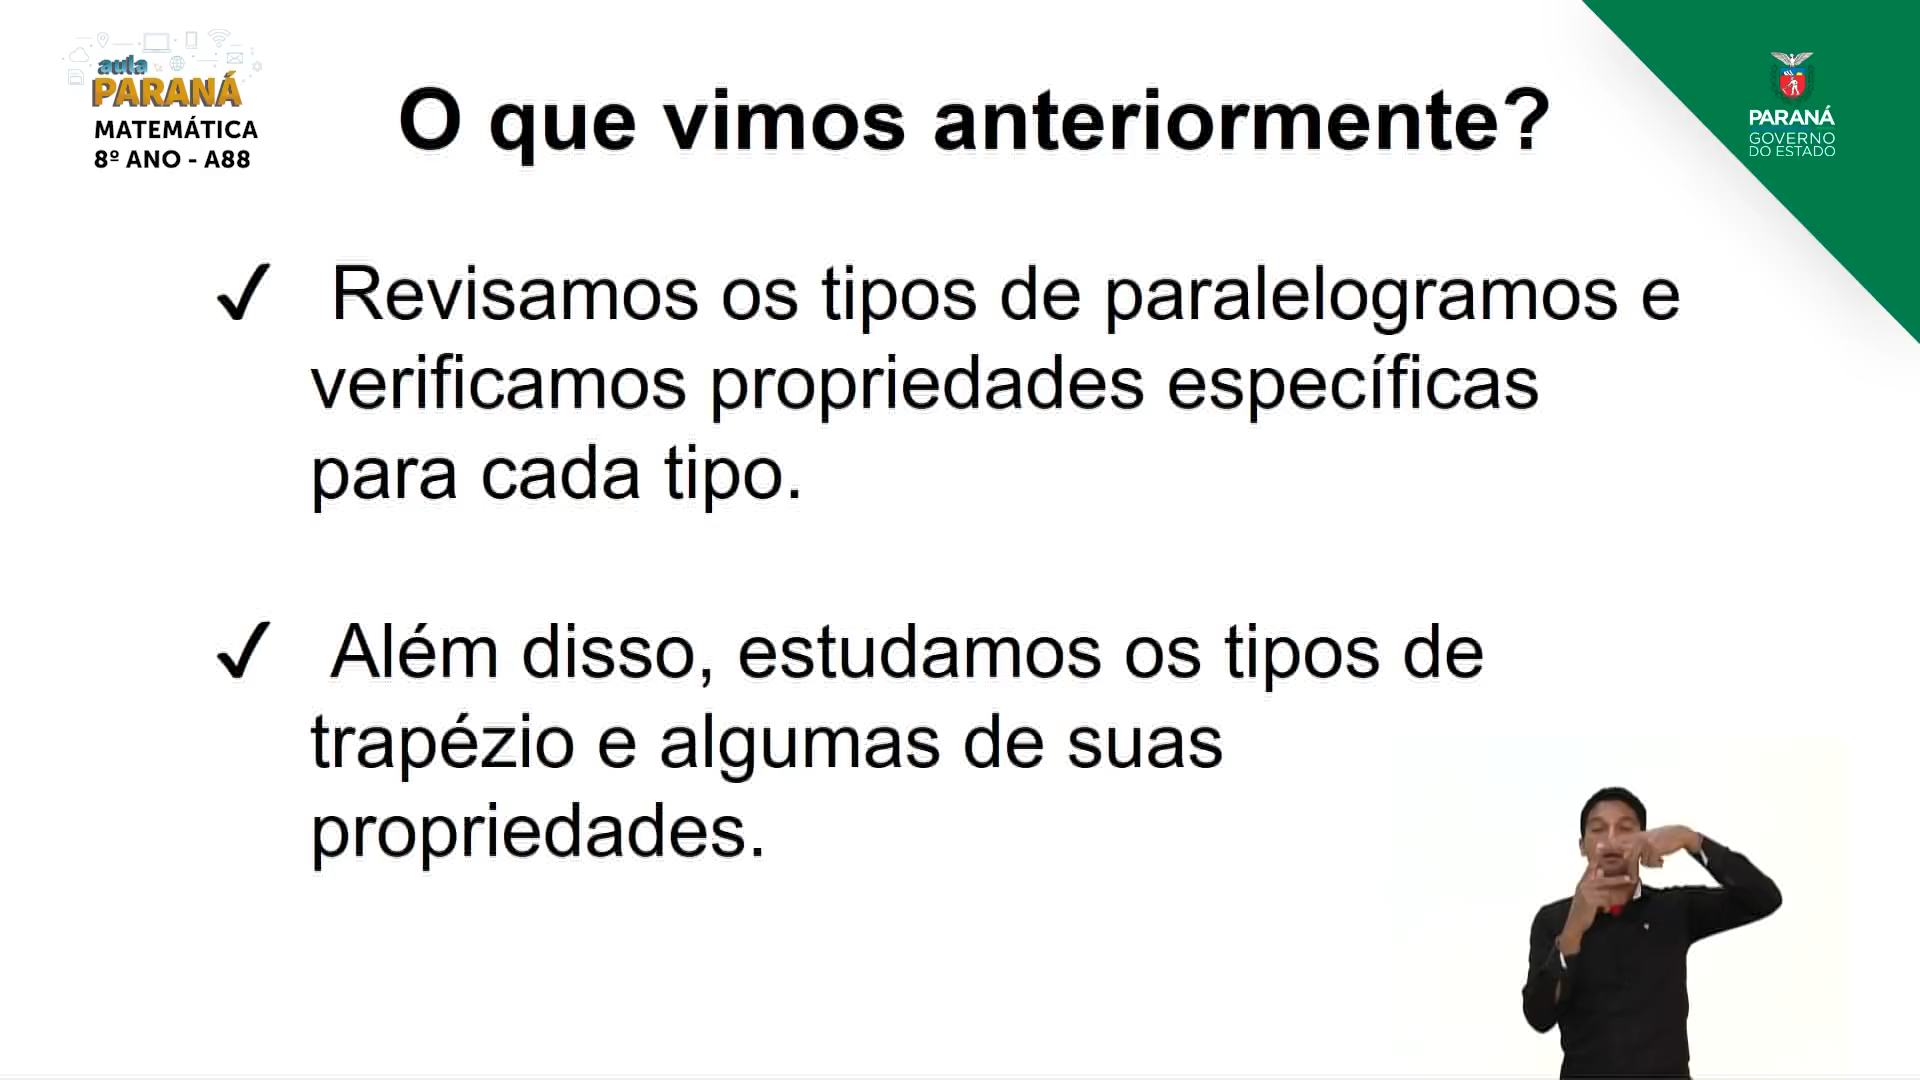 aula
PARANÁ
MATEMÁTICA
8º ANO - A88
O que vimos anteriormente?
PARANÁ
GOVERNO
DO ESTADO
✓ Revisamos os tipos de paralelogramos e
verificamos propriedades específicas
para cada tipo.
✓ Além disso, estudamos os tipos de
trapézio e algumas de suas
propriedades.